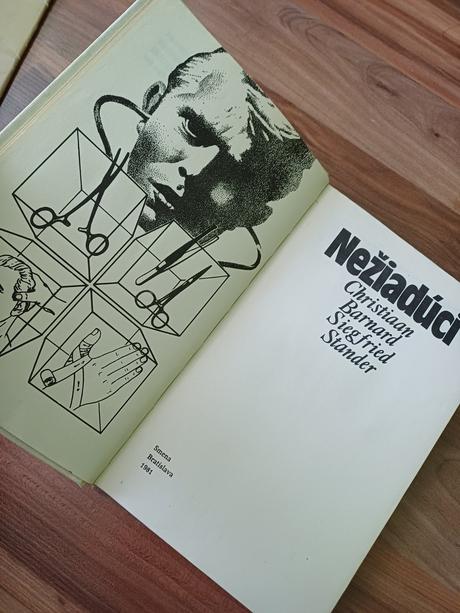 Nežiadúci
Christiaan
Barnard
Siegfried
Stander
Smena
Bratislava
1981